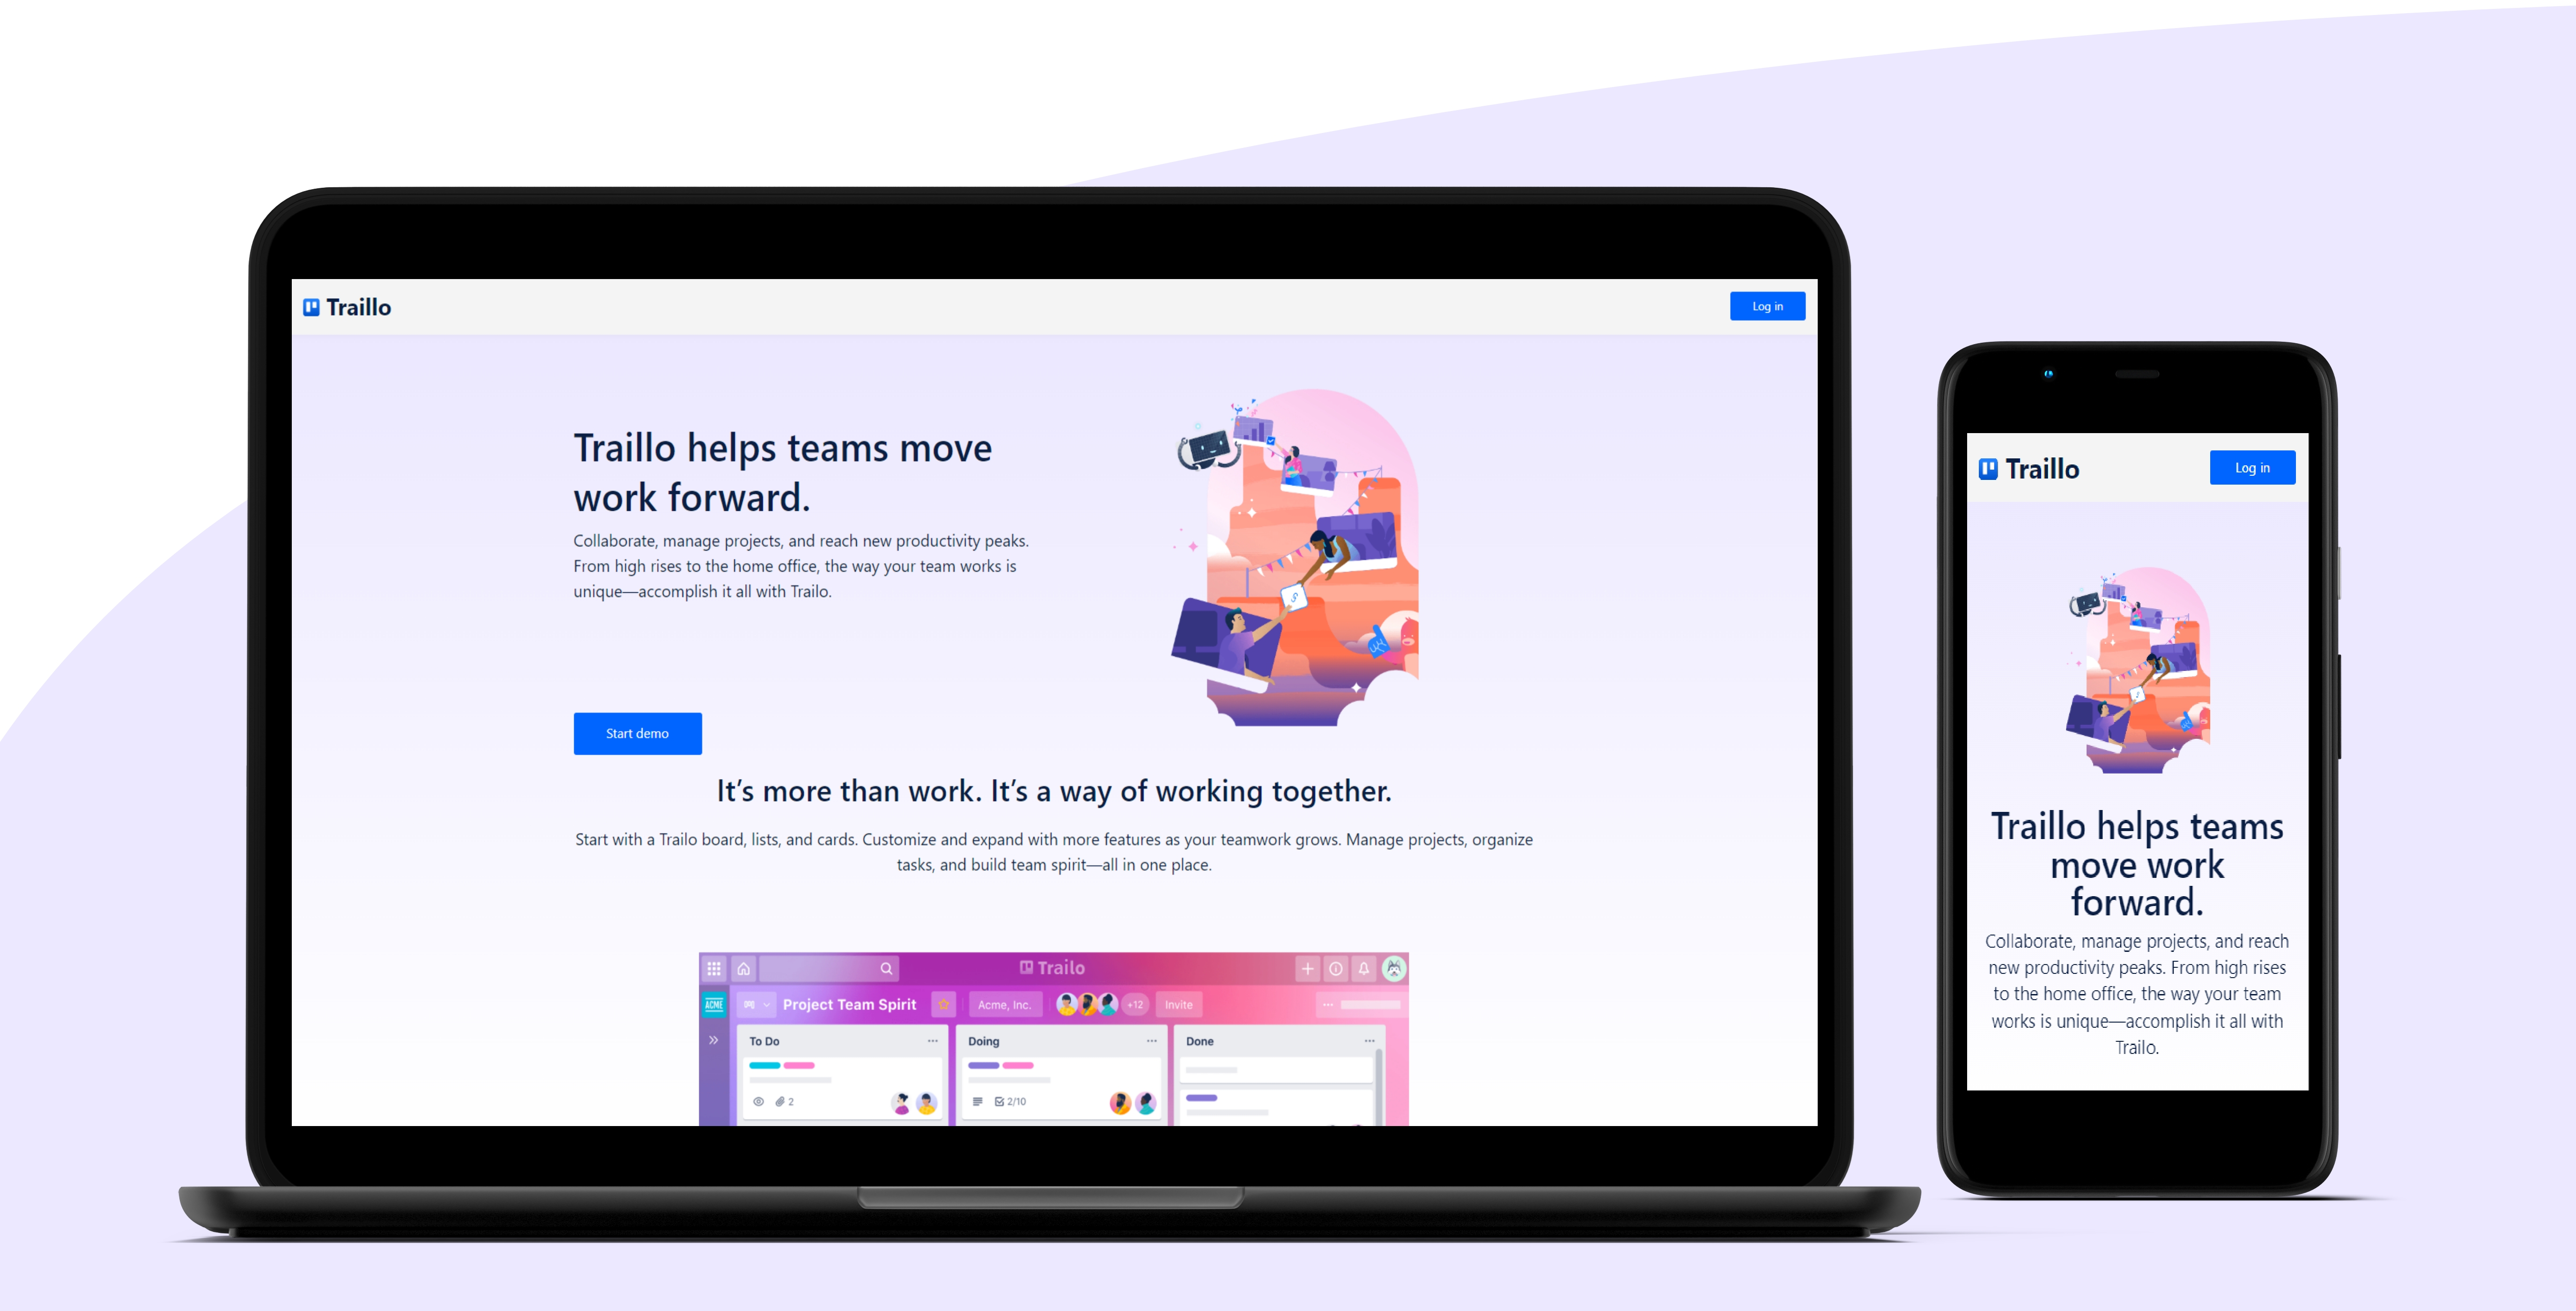 Traillo
Log in
Traillo helps teams move
work forward.
Collaborate, manage projects, and reach new productivity peaks.
From high rises to the home office, the way your team works is
unique—accomplish it all with Trailo.
Start demo
It’s more than work. It’s a way of working together.
Start with a Trailo board, lists, and cards. Customize and expand with more features as your teamwork grows. Manage projects, organize
tasks, and build team spirit—all in one place.
Trailo
ACME
Project Team Spirit
Acme, Inc.
+12
Invite
To Do
Doing
Done
2
2/10
Traillo
Log in
Traillo helps teams
move work
forward.
Collaborate, manage projects, and reach
new productivity peaks. From high rises
to the home office, the way your team
works is unique—accomplish it all with
Trailo.